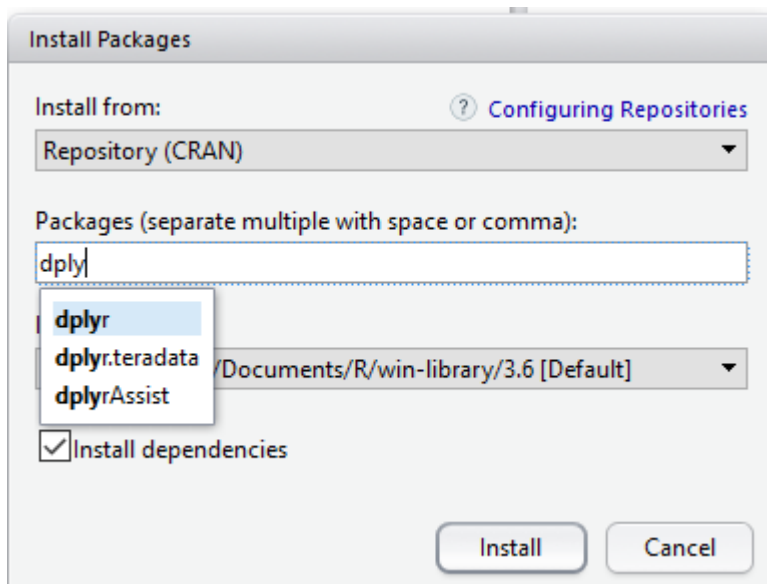 Install Packages
Install from:
? Configuring Repositories
Repository (CRAN)
Packages (separate multiple with space or comma):
dply
dplyr
dplyr.teradata
dplyrAssist
/Documents/R/win-library/3.6 [Default]
Install dependencies
Install
Cancel